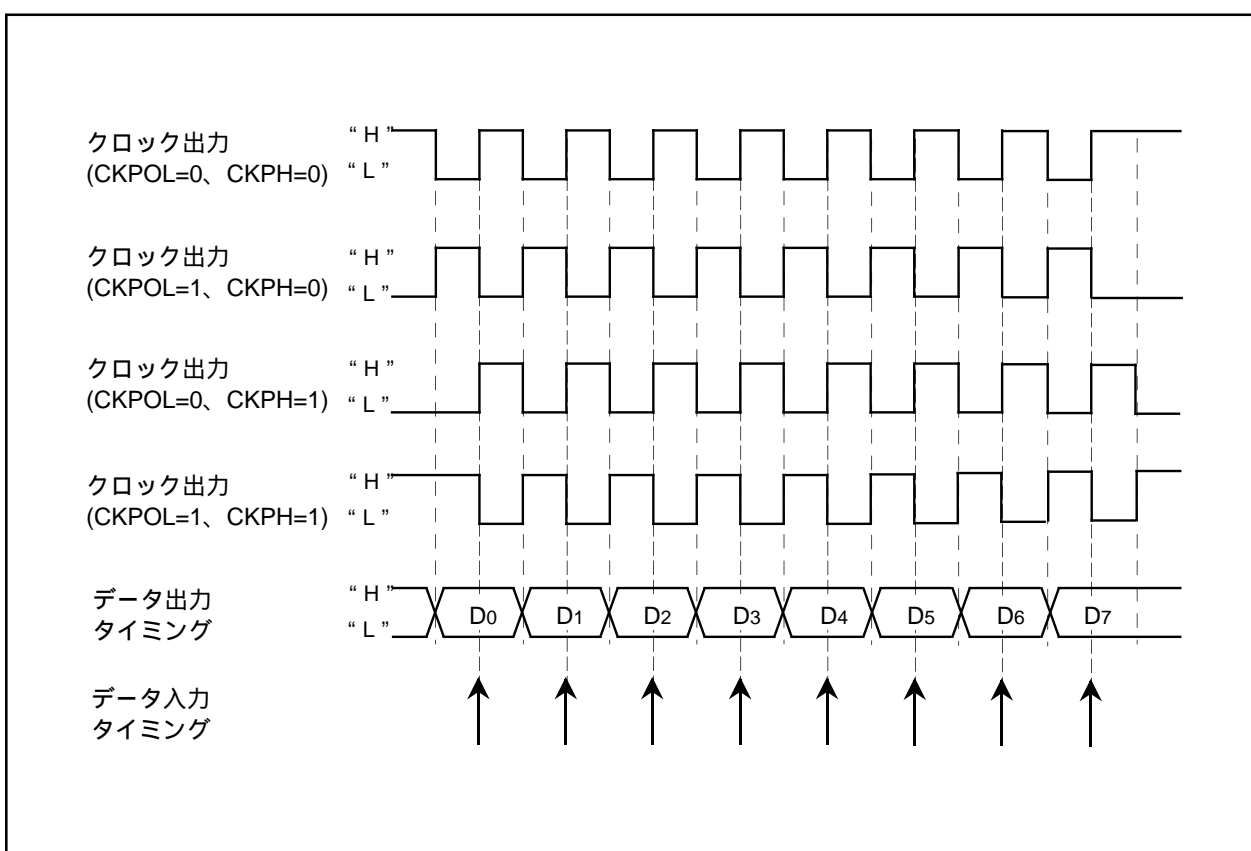 クロック出力 “ H ”
(CKPOL=0、CKPH=0) “ L ”
クロック出力 “ H ”
(CKPOL=1、CKPH=0) “ L ”
クロック出力 “ H ”
(CKPOL=0、CKPH=1) “ L ”
クロック出力 “ H ”
(CKPOL=1、CKPH=1) “ L ”
データ出力 “ H ”
タイミング “ L ” D0 D1 D2 D3 D4 D5 D6 D7
データ入力
タイミング